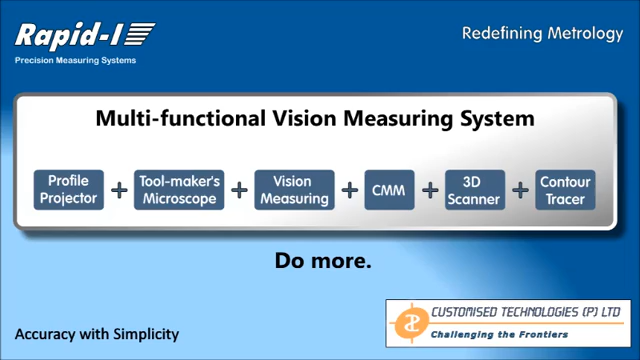 Rapid-I
Precision Measuring Systems
Redefining Metrology
Multi-functional Vision Measuring System
Profile Projector + Tool-maker's Microscope + Vision Measuring + CMM + 3D Scanner + Contour Tracer
Do more.
CUSTOMISED TECHNOLOGIES (P) LTD
Challenging the Frontiers
Accuracy with Simplicity